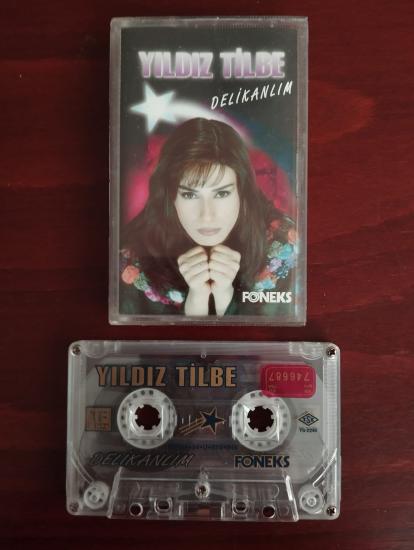 YILDIZ TİLBE
DELİKANLIM
FONEKS
YILDIZ TİLBE
746687
DELİKANLIM
FONEKS